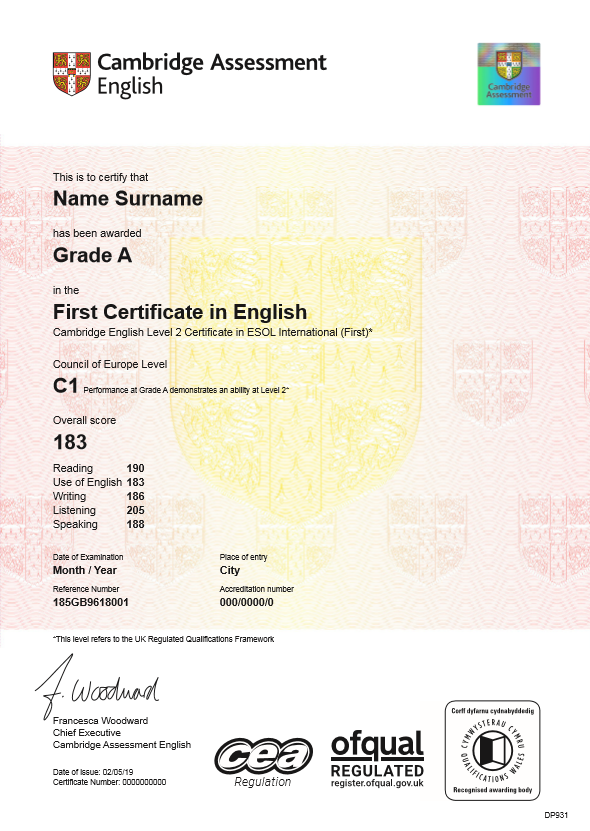 Cambridge Assessment
English
Cambridge
Assessment
This is to certify that
Name Surname
has been awarded
Grade A
in the
First Certificate in English
Cambridge English Level 2 Certificate in ESOL International (First)*
Council of Europe Level
C1 Performance at Grade A demonstrates an ability at Level 2*
Overall score
183
Reading 190
Use of English 183
Writing 186
Listening 205
Speaking 188
Date of Examination Place of entry
Month / Year City
Reference Number Accreditation number
185GB9618001 000/0000/0
*This level refers to the UK Regulated Qualifications Framework
F. Woodward
Francesca Woodward
Chief Executive
Cambridge Assessment English
Date of Issue: 02/05/19
Certificate Number: 0000000000
cea
Regulation
ofqual
REGULATED
register.ofqual.gov.uk
Corff dyfarnu cydnabyddedig
CYMWYSTERAU CYMRU
QUALIFICATIONS WALES
Recognised awarding body
DP931